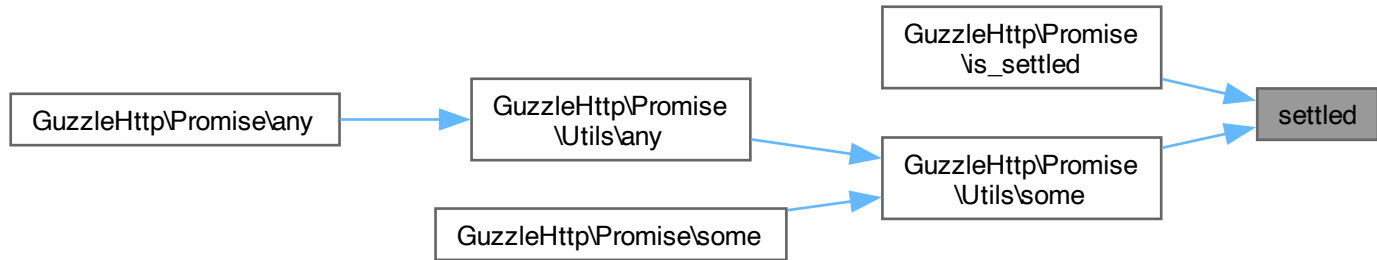 GuzzleHttp\Promise\any
GuzzleHttp\Promise
\Utils\any
GuzzleHttp\Promise\some
GuzzleHttp\Promise
\is_settled
GuzzleHttp\Promise
\Utils\some
settled